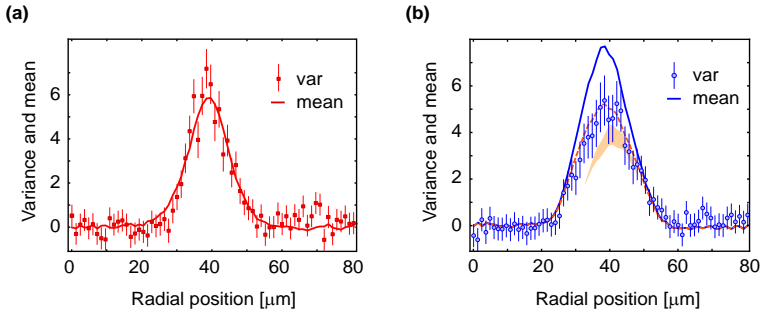 (a)
Variance and mean
6
4
2
0
var
mean
0 20 40 60 80
Radial position [μm]
(b)
Variance and mean
6
4
2
0
var
mean
0 20 40 60 80
Radial position [μm]